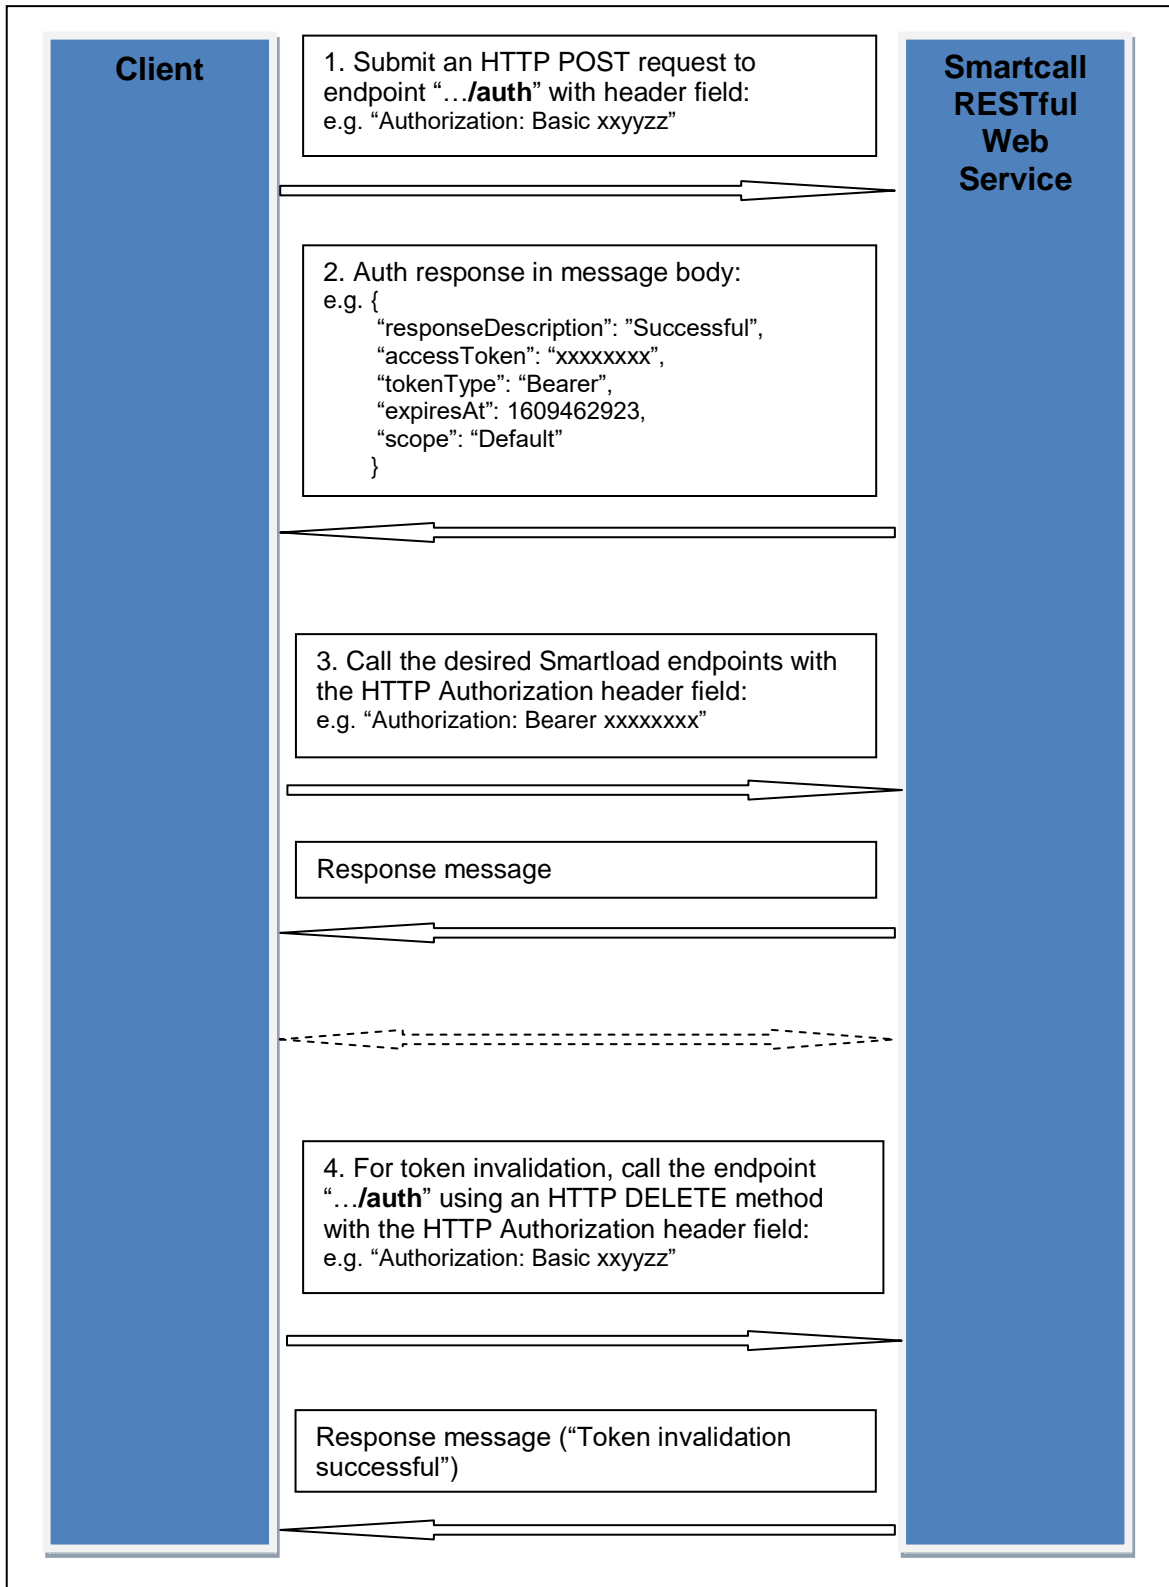 Client
1. Submit an HTTP POST request to
endpoint “…/auth” with header field:
e.g. “Authorization: Basic xxyyzz”
Smartcall
RESTful
Web
Service
2. Auth response in message body:
e.g. {
“responseDescription”: ”Successful”,
“accessToken”: “xxxxxxxx”,
“tokenType”: “Bearer”,
“expiresAt”: 1609462923,
“scope”: “Default”
}
3. Call the desired Smartload endpoints with
the HTTP Authorization header field:
e.g. “Authorization: Bearer xxxxxxxx”
Response message
4. For token invalidation, call the endpoint
“…/auth” using an HTTP DELETE method
with the HTTP Authorization header field:
e.g. “Authorization: Basic xxyyzz”
Response message (“Token invalidation
successful”)